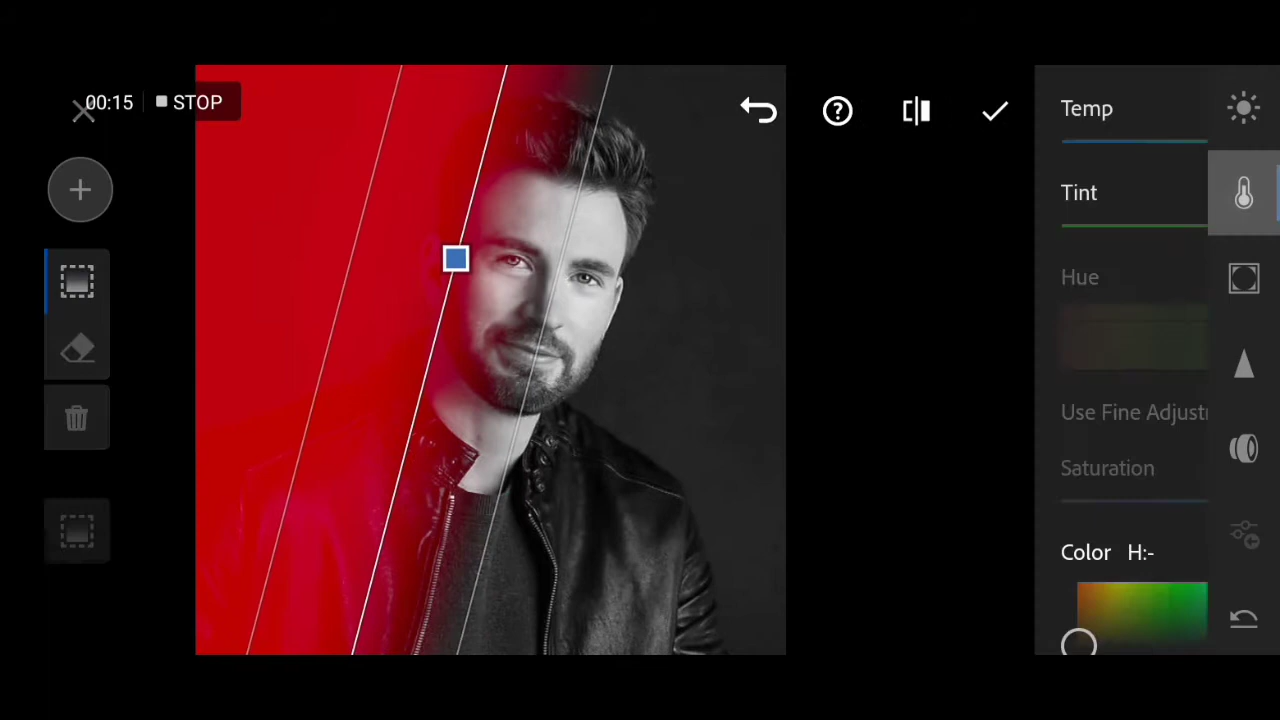 00:15 STOP
Temp
Tint
Hue
Use Fine Adjust
Saturation
Color H:-